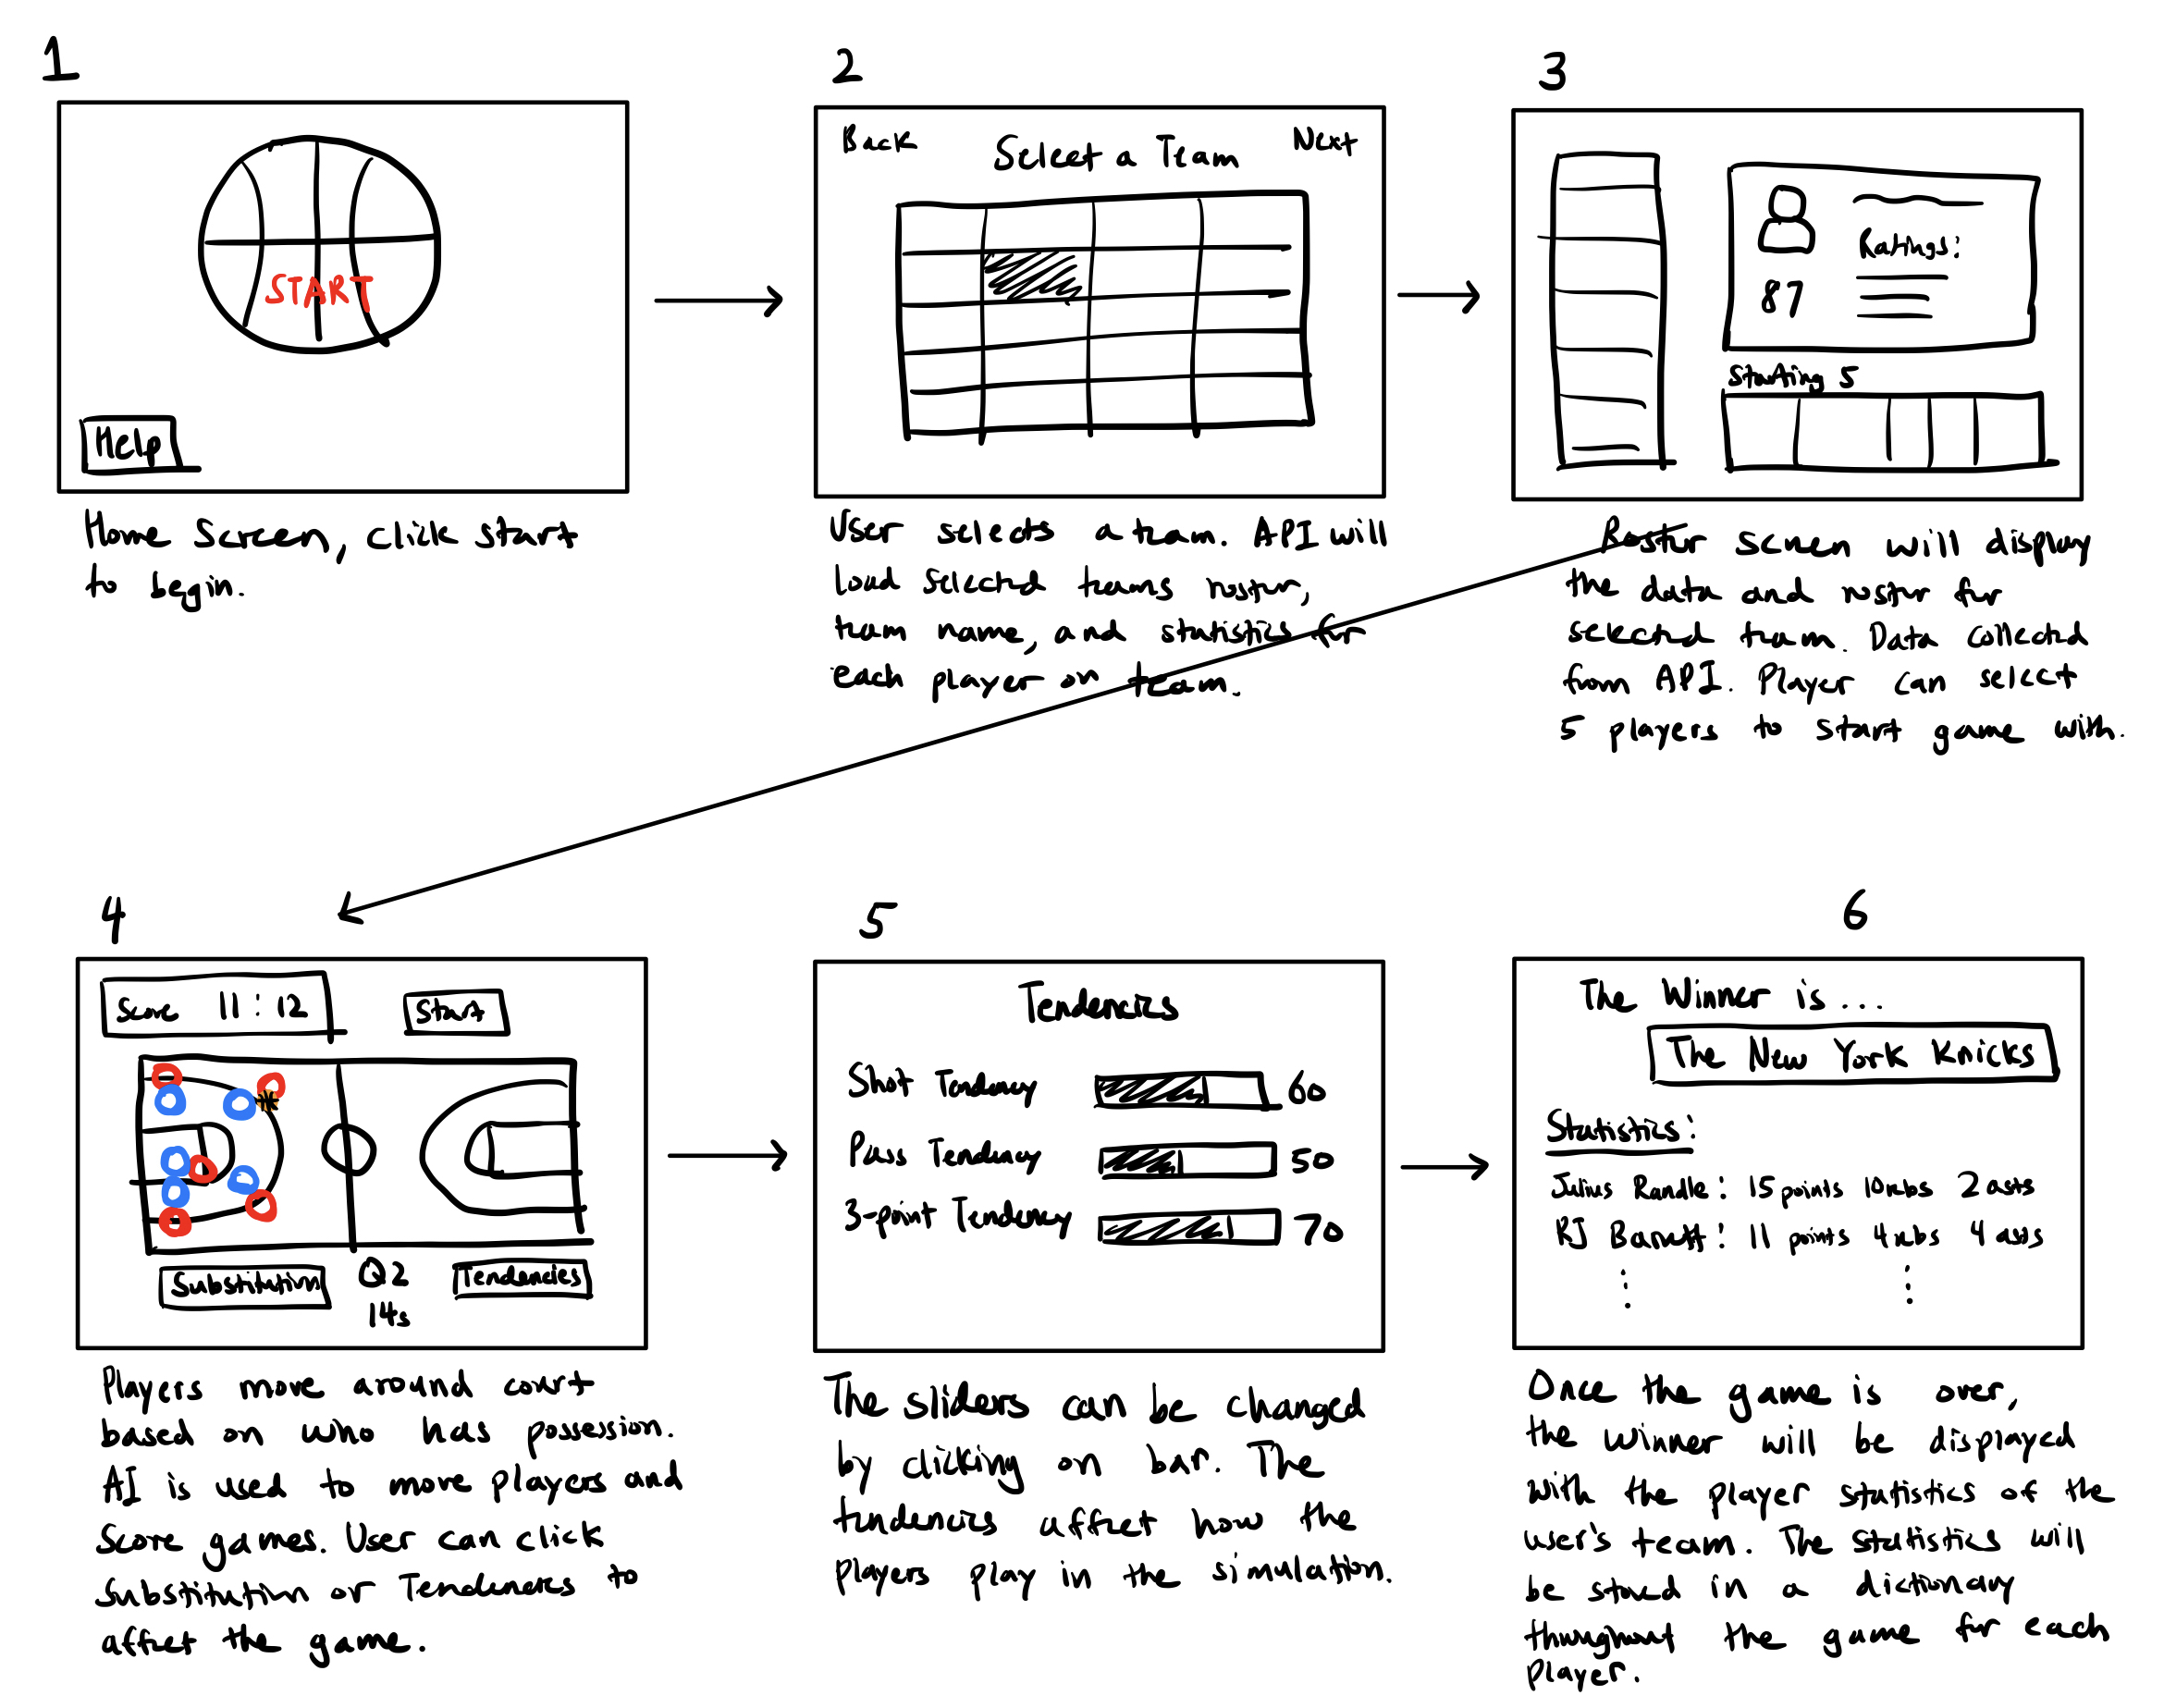 1
START
Help
Home Screen, click start
to begin.
2
Back
Select a Team
Next
User selects a team. API will
load selected teams roster,
team name, and statistics for
each player on team.
3
Ratings:
87
Starting 5
Roster screen will display
the data and roster for
selected team. Data collected
from API. Player can select
5 players to start game with.
4
Score 11:12
Start
Substitution
Q2
14s
Tendencies
Players move around court
based on who has possession.
AI is used to move players and
score games. User can click
substitution or Tendencies to
affect the game.
5
Tendencies
Shot Tendency 60
Pass Tendency 50
3-point Tendency 70
The sliders can be changed
by clicking on bar. The
tendencies affect how the
players play in the simulation.
6
The Winner is...
The New York Knicks
Statistics:
Julius Randle: 15 points 10 rebs 2 asts
RJ Barrett: 11 points 4 rebs 4 asts
Once the game is over,
the winner will be displayed
with the player statistics of the
user's team. The statistics will
be stored in a dictionary
throughout the game for each
player.